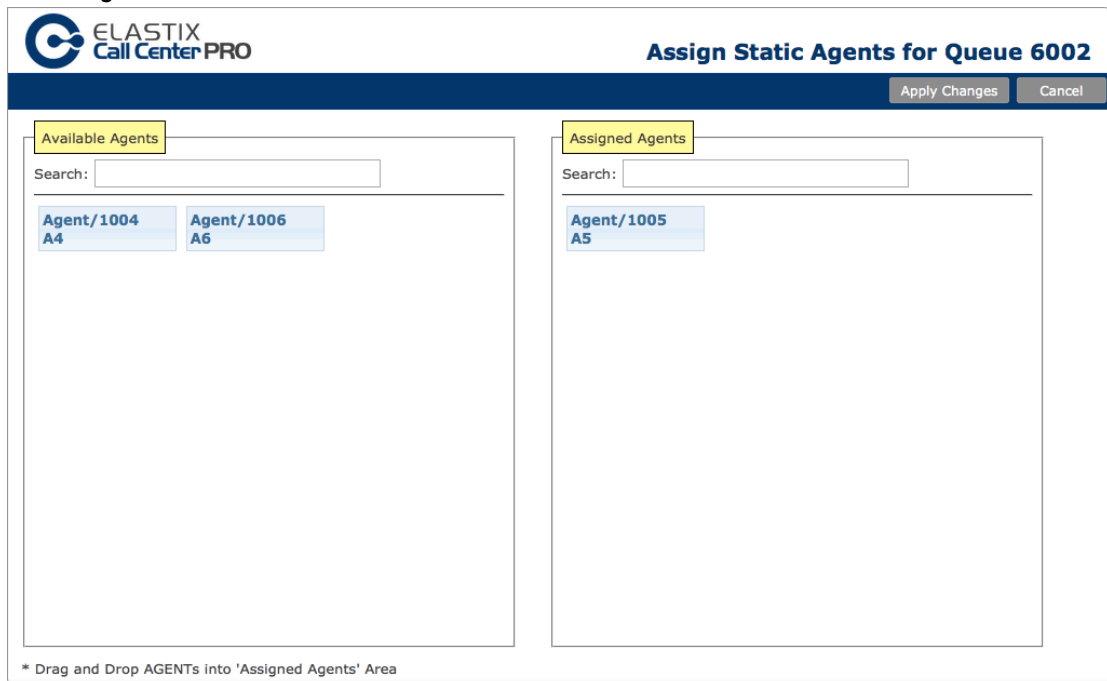 ELASTIX
Call Center PRO
Assign Static Agents for Queue 6002
Apply Changes Cancel
Available Agents
Search:
Agent/1004 Agent/1006
A4 A6
Assigned Agents
Search:
Agent/1005
A5
* Drag and Drop AGENTs into 'Assigned Agents' Area